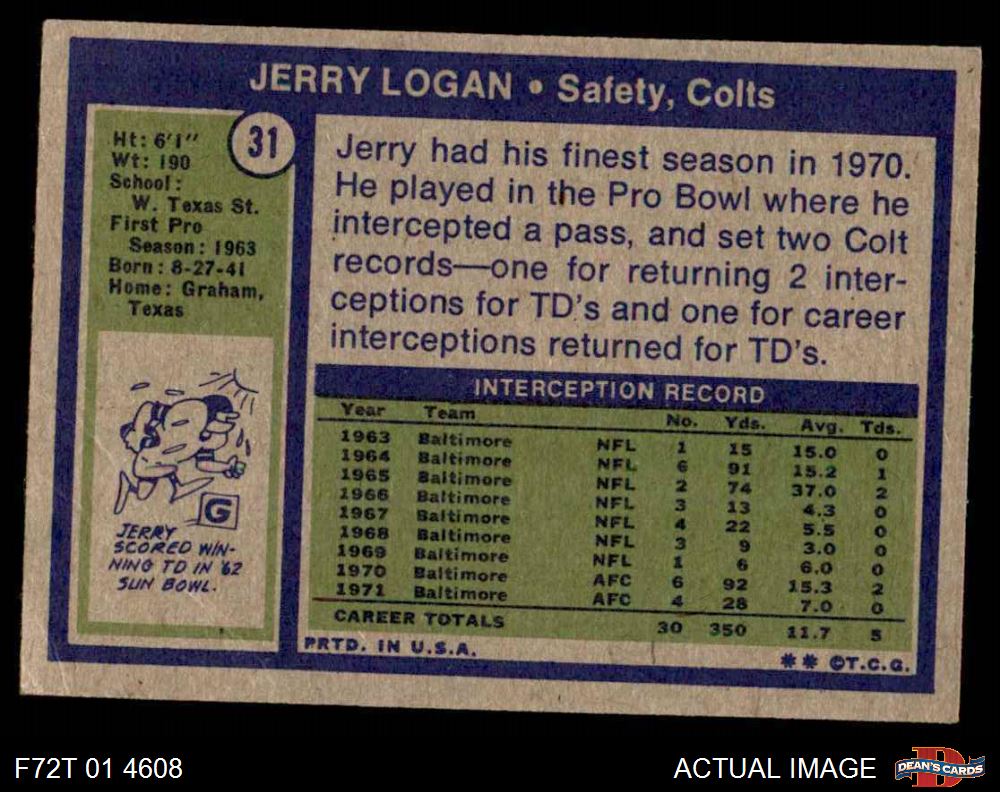 JERRY LOGAN • Safety, Colts
31
Ht: 6'1"
Wt: 190
School:
W. Texas St.
First Pro
Season: 1963
Born: 8-27-41
Home: Graham,
Texas
G
JERRY
SCORED WIN-
NING TD IN '62
SUN BOWL.
Jerry had his finest season in 1970.
He played in the Pro Bowl where he
intercepted a pass, and set two Colt
records—one for returning 2 inter-
ceptions for TD's and one for career
interceptions returned for TD's.
INTERCEPTION RECORD
Year Team No. Yds. Avg. Tds.
1963 Baltimore NFL 1 15 15.0 0
1964 Baltimore NFL 6 91 15.2 1
1965 Baltimore NFL 2 74 37.0 2
1966 Baltimore NFL 3 13 4.3 0
1967 Baltimore NFL 4 22 5.5 0
1968 Baltimore NFL 3 9 3.0 0
1969 Baltimore NFL 1 6 6.0 0
1970 Baltimore AFC 6 92 15.3 2
1971 Baltimore AFC 4 28 7.0 0
CAREER TOTALS 30 350 11.7 5
PRTD. IN U.S.A.
** ©T.C.G.
F72T 01 4608
ACTUAL IMAGE
DEAN'S CARDS